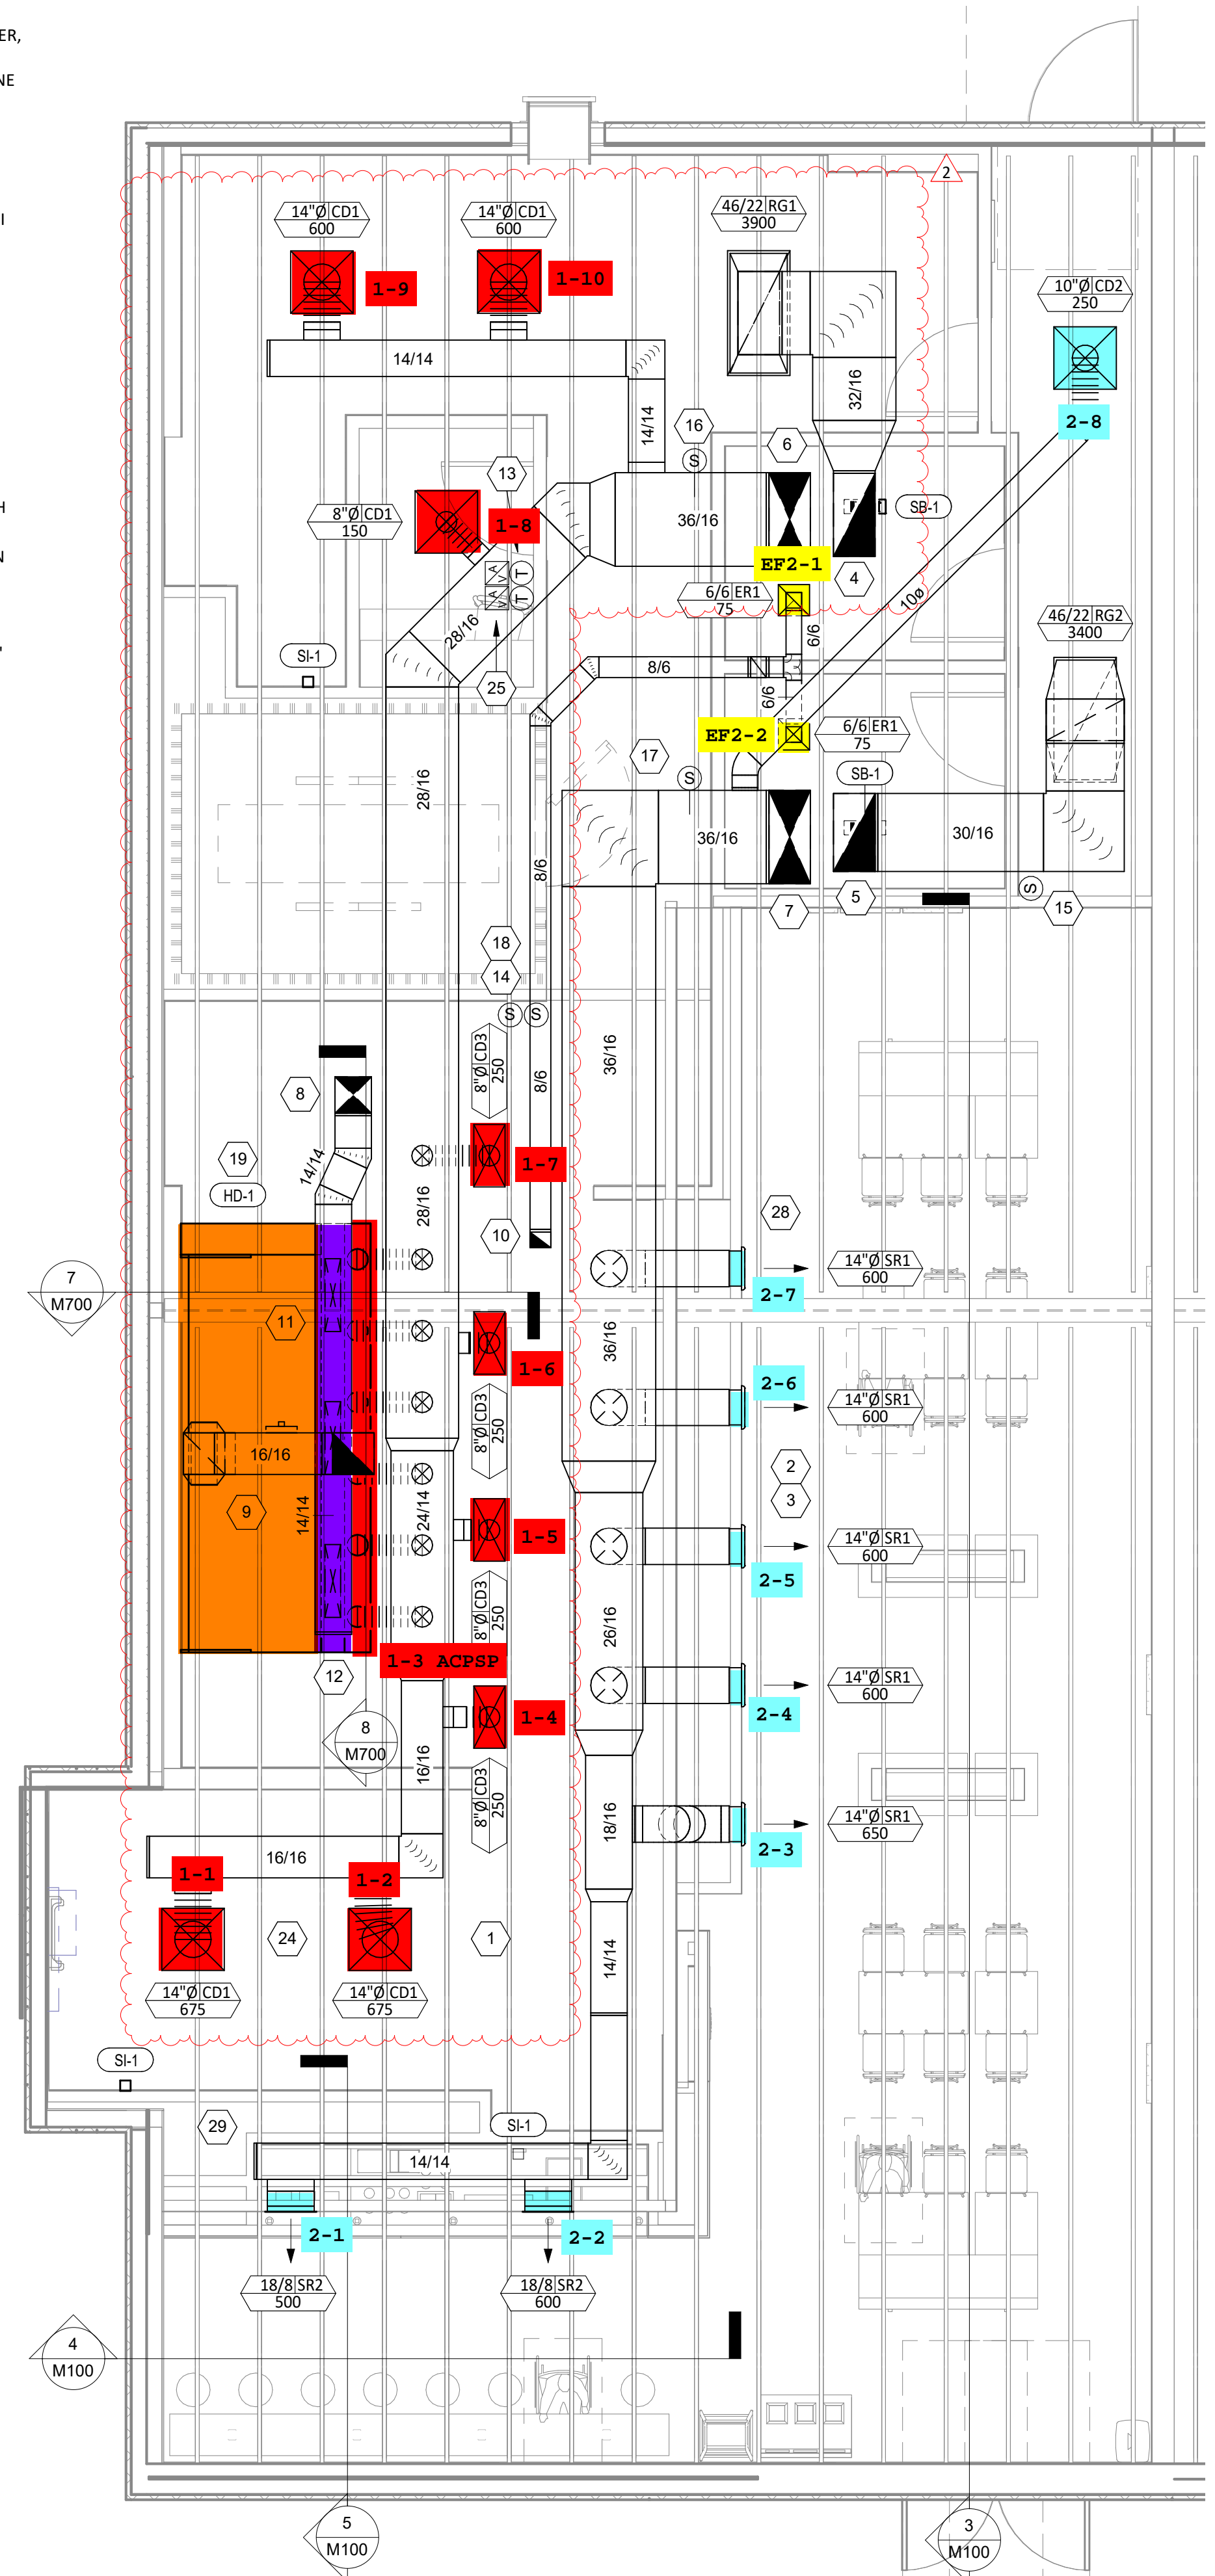 ER,
NE
I
H
N
2
14"Ø CD1
600
14"Ø CD1
600
46/22 RG1
3900
10"Ø CD2
250
1-9
1-10
14/14
32/16
14/14
2-8
16
6
S
13
8"Ø CD1
150
1-8
36/16
SB-1
EF2-1
4
A
V
T
A
V
T
6/6 ER1
75
10ø
46/22 RG2
3400
28/16
6/6
SI-1
8/6
25
6/6
EF2-2
6/6 ER1
75
17
S
SB-1
28/16
36/16
30/16
8/6
7
5
S
15
18
14
S
S
8"Ø CD3
250
8/6
36/16
8
14/14
19
HD-1
1-7
28/16
10
28
7
M700
14"Ø SR1
600
2-7
11
1-6
36/16
2-6
14"Ø SR1
600
8"Ø CD3
250
16/16
2
3
9
14/14
24/14
1-5
14"Ø SR1
600
2-5
8"Ø CD3
250
26/16
1-3 ACPSP
12
14"Ø SR1
600
1-4
2-4
8
M700
16/16
8"Ø CD3
250
18/16
14"Ø SR1
650
2-3
16/16
1-1
1-2
24
1
14/14
14"Ø CD1
675
14"Ø CD1
675
SI-1
29
SI-1
14/14
2-1
2-2
18/8 SR2
500
18/8 SR2
600
4
M100
5
M100
3
M100